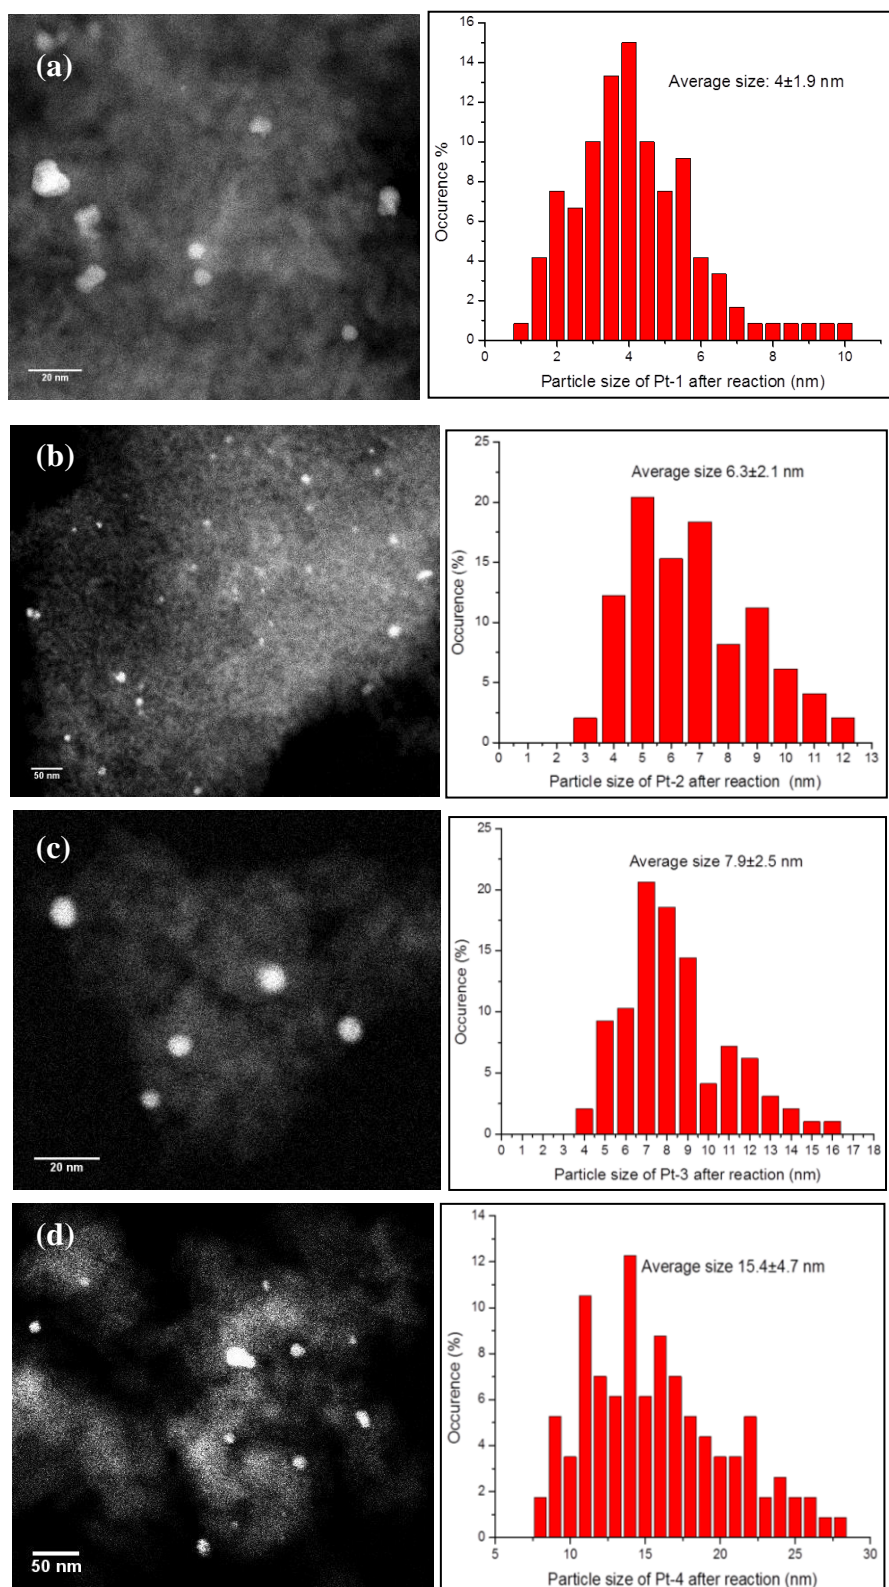 (a)
20 nm
16
14
12
10
8
6
4
2
0
Occurence %
Average size: 4±1.9 nm
0 2 4 6 8 10
Particle size of Pt-1 after reaction (nm)
(b)
50 nm
25
20
15
10
5
0
Occurence (%)
Average size 6.3±2.1 nm
0 1 2 3 4 5 6 7 8 9 10 11 12 13
Particle size of Pt-2 after reaction (nm)
(c)
20 nm
25
20
15
10
5
0
Occurence (%)
Average size 7.9±2.5 nm
0 1 2 3 4 5 6 7 8 9 10 11 12 13 14 15 16 17 18
Particle size of Pt-3 after reaction (nm)
(d)
50 nm
14
12
10
8
6
4
2
0
Occurence (%)
Average size 15.4±4.7 nm
5 10 15 20 25 30
Particle size of Pt-4 after reaction (nm)